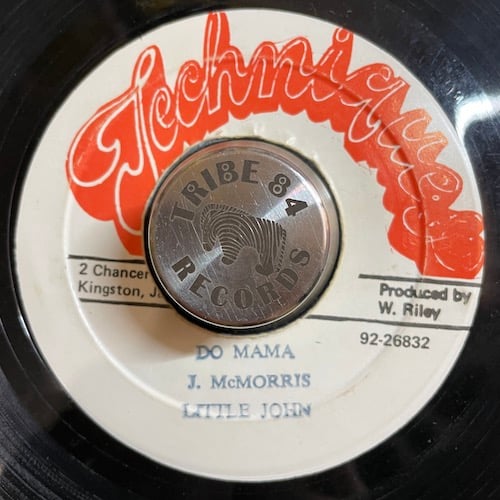 Techniques
TRIBE 84
RECORDS
2 Chancer
Kingston, J.
Produced by
W. Riley
92-26832
DO MAMA
J. McMORRIS
LITTLE JOHN